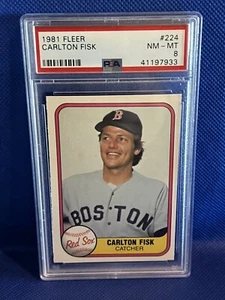 1981 FLEER #224
CARLTON FISK NM - MT
8
PSA 41197933
B
BOSTON
Red Sox
CARLTON FISK
CATCHER